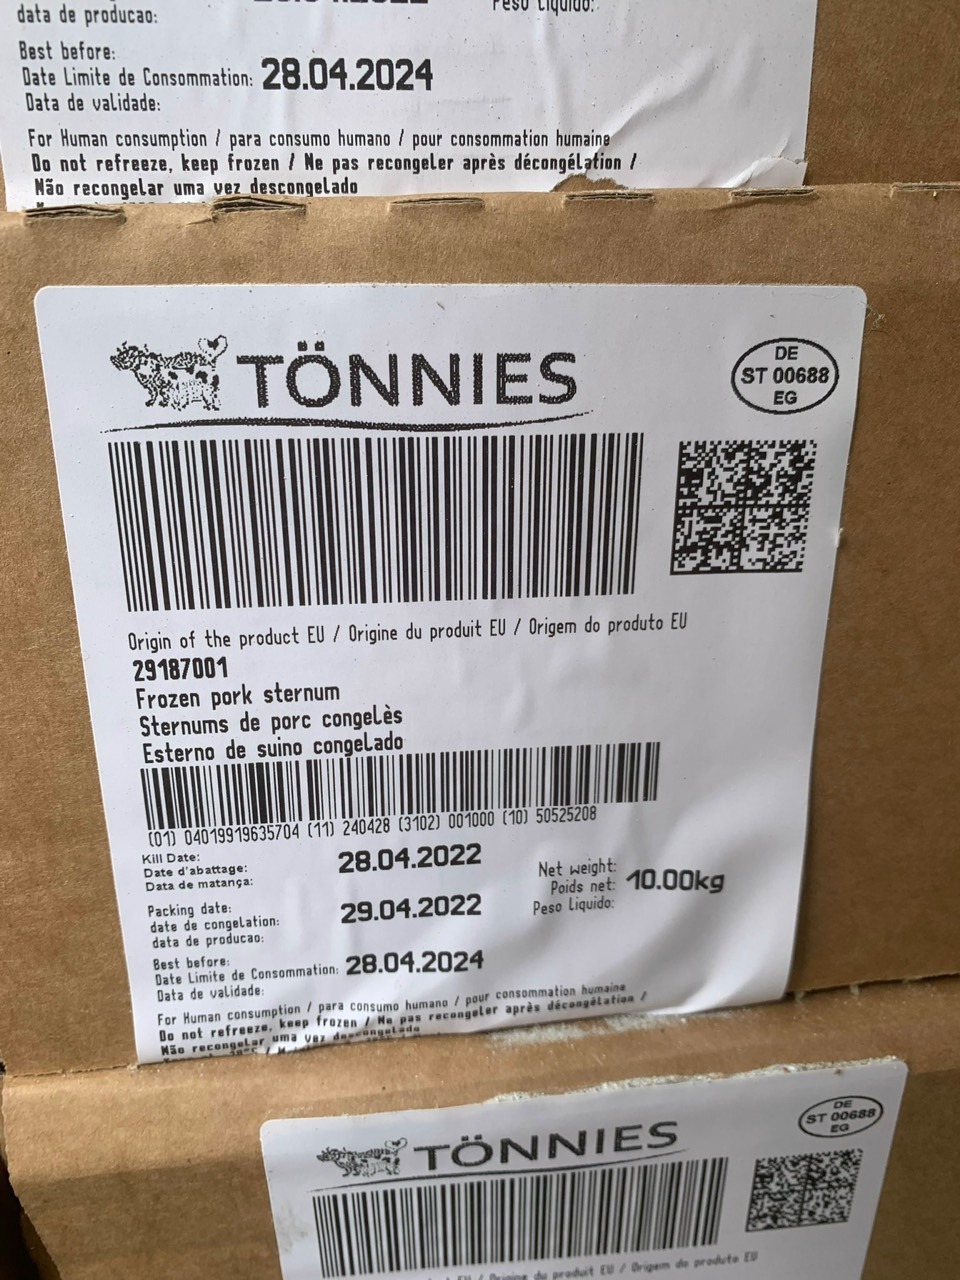 data de producao:
Peso Liquido:
Best before:
Date Limite de Consommation: 28.04.2024
Data de validade:
For Human consumption / para consumo humano / pour consommation humaine
Do not refreeze, keep frozen / Ne pas recongeler après décongélation /
Não recongelar uma vez descongelado
TÖNNIES
DE
ST 00688
EG
Origin of the product EU / Origine du produit EU / Origem do produto EU
29187001
Frozen pork sternum
Sternums de porc congelès
Esterno de suino congelado
(01) 04019919635704 (11) 240428 (3102) 001000 (10) 50525208
Kill Date:
Date d'abattage: 28.04.2022
Data de matança:
Net weight:
Poids net: 10.00kg
Peso Liquido:
Packing date:
date de congelation: 29.04.2022
data de producao:
Best before:
Date Limite de Consommation: 28.04.2024
Data de validade:
For Human consumption / para consumo humano / pour consommation humaine
Do not refreeze, keep frozen / Ne pas recongeler après décongélation /
Não recongelar uma vez descongelado
TÖNNIES
DE
ST 00688
EG
EU / Origine du produit EU / Origem do produto EU